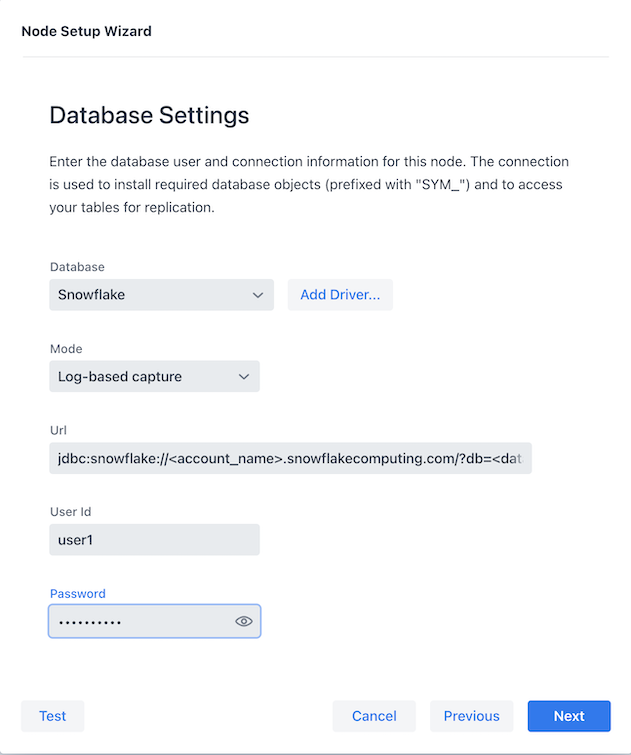 Node Setup Wizard
Database Settings
Enter the database user and connection information for this node. The connection
is used to install required database objects (prefixed with "SYM_") and to access
your tables for replication.
Database
Snowflake
Add Driver...
Mode
Log-based capture
Url
jdbc:snowflake://<account_name>.snowflakecomputing.com/?db=<dat
User Id
user1
Password
••••••••••
Test
Cancel
Previous
Next